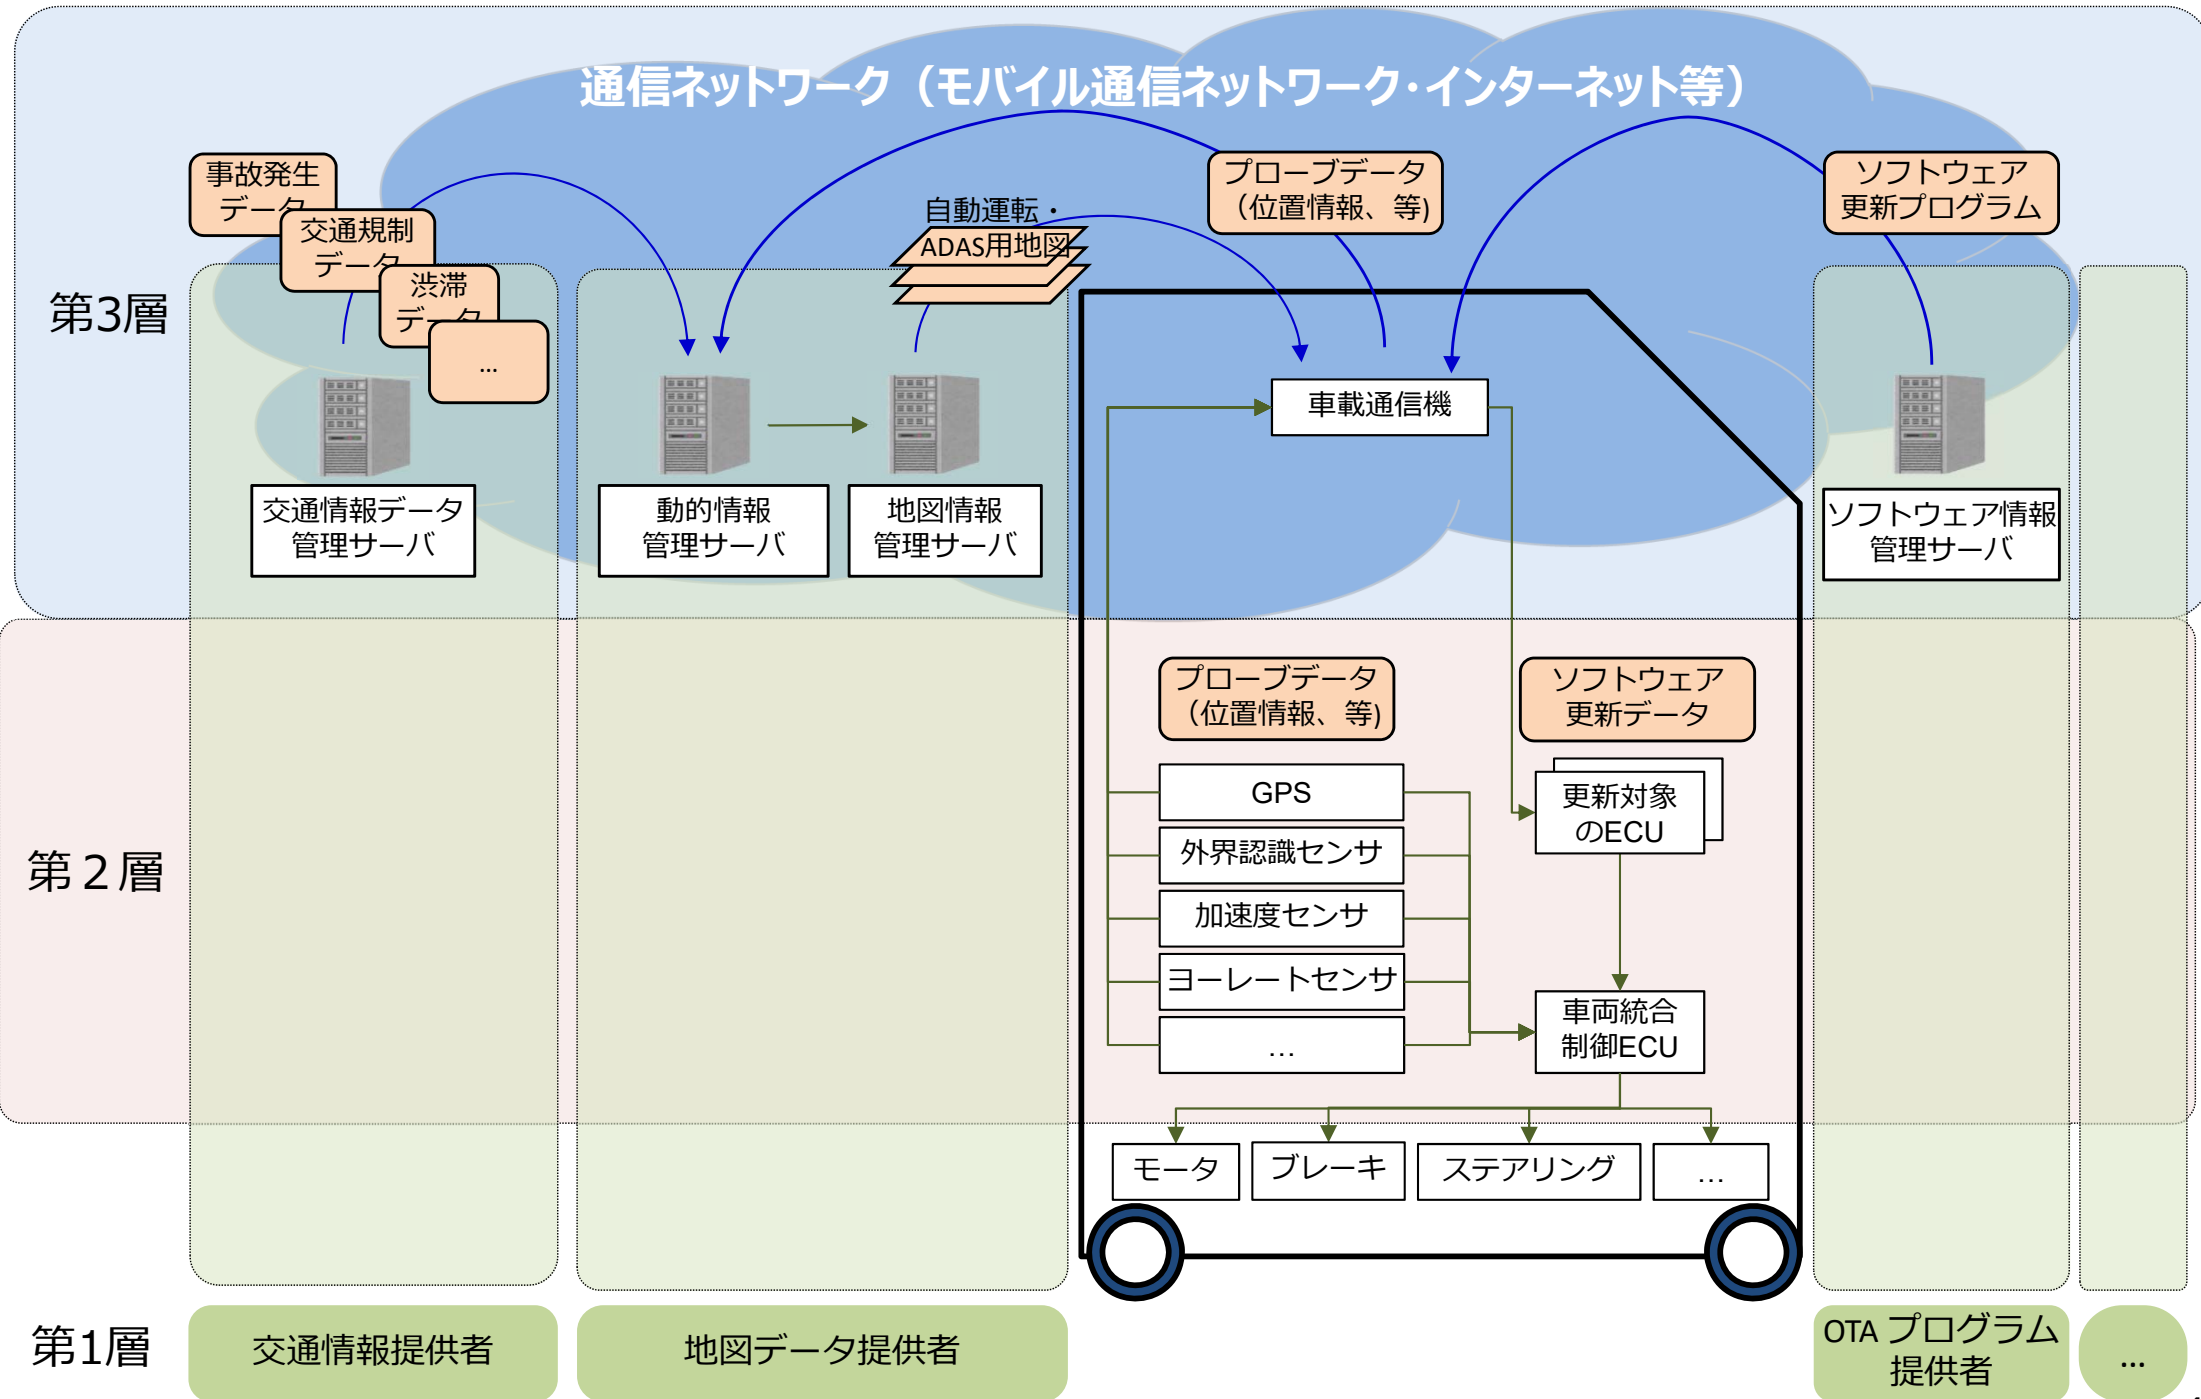 通信ネットワーク（モバイル通信ネットワーク・インターネット等）
事故発生
データ
交通規制
データ
渋滞
データ
…
自動運転・
ADAS用地図
プローブデータ
（位置情報、等)
ソフトウェア
更新プログラム
第3層
車載通信機
交通情報データ
管理サーバ
動的情報
管理サーバ
地図情報
管理サーバ
ソフトウェア情報
管理サーバ
プローブデータ
（位置情報、等)
ソフトウェア
更新データ
第２層
GPS
外界認識センサ
加速度センサ
ヨーレートセンサ
…
更新対象
のECU
車両統合
制御ECU
モータ
ブレーキ
ステアリング
…
第1層
交通情報提供者
地図データ提供者
OTA プログラム
提供者
…